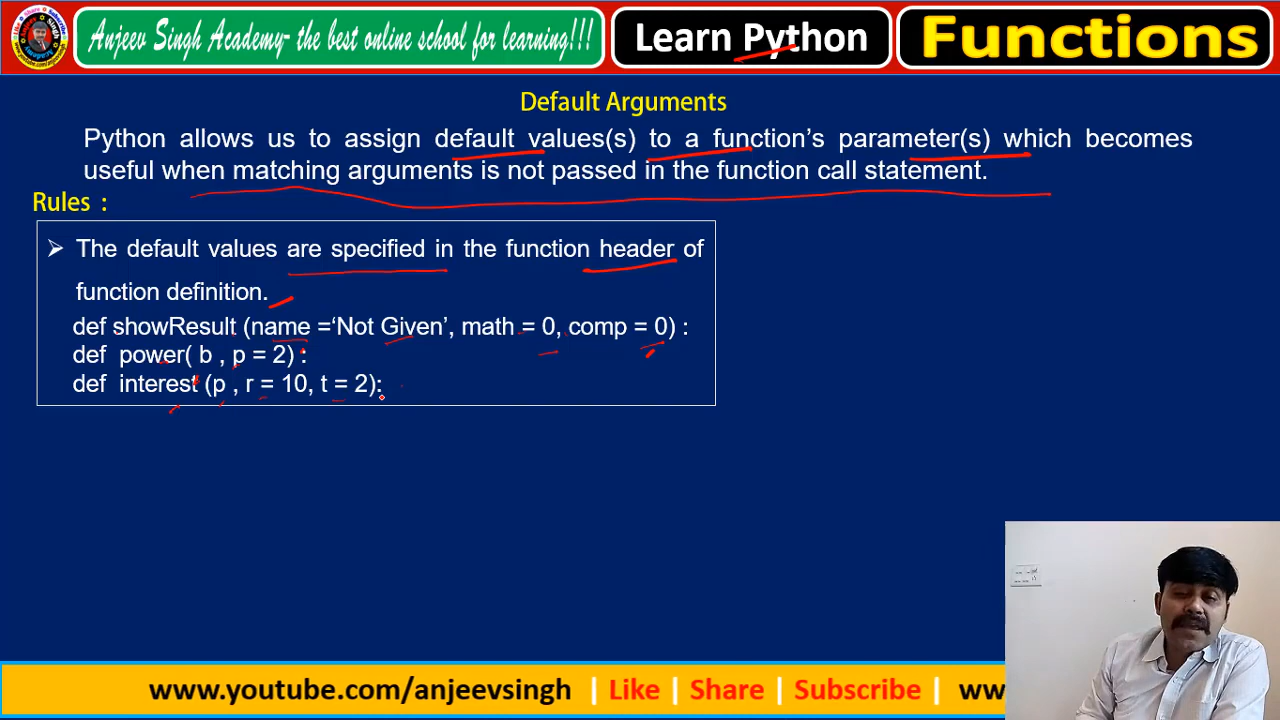 Anjeev Singh Academy- the best online school for learning!!!
Learn Python
Functions
Default Arguments
Python allows us to assign default values(s) to a function’s parameter(s) which becomes
useful when matching arguments is not passed in the function call statement.
Rules :
➢ The default values are specified in the function header of
function definition.
def showResult (name =‘Not Given’, math = 0, comp = 0) :
def power( b , p = 2) :
def interest (p , r = 10, t = 2):
www.youtube.com/anjeevsingh | Like | Share | Subscribe | ww